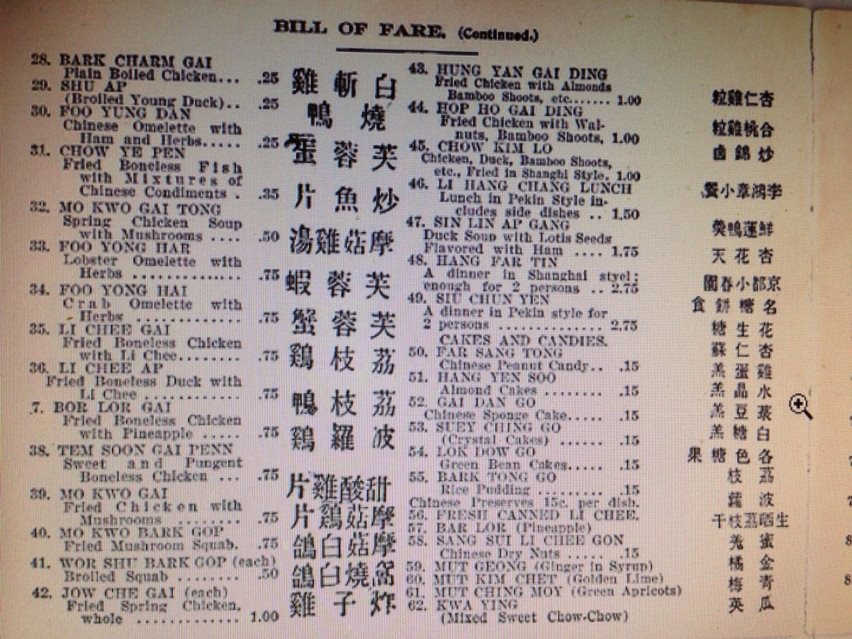 BILL OF FARE. (Continued.)
28. BARK CHARM GAI
Plain Boiled Chicken... .25
29. SHU AP
(Broiled Young Duck).. .25
30. FOO YUNG DAN
Chinese Omelette with
Ham and Herbs..... .25
31. CHOW YE PEN
Fried Boneless Fish
with Mixtures of
Chinese Condiments . .35
32. MO KWO GAI TONG
Spring Chicken Soup
with Mushrooms .... .50
33. FOO YONG HAR
Lobster Omelette with
Herbs ............... .75
34. FOO YONG HAI
Crab Omelette with
Herbs ............... .75
35. LI CHEE GAI
Fried Boneless Chicken
with Li Chee........ .75
36. LI CHEE AP
Fried Boneless Duck with
Li Chee ............. .75
7. BOR LOR GAI
Fried Boneless Chicken
with Pineapple ..... .75
38. TEM SOON GAI PENN
Sweet and Pungent
Boneless Chicken ... .75
39. MO KWO GAI
Fried Chicken with
Mushrooms ......... .75
40. MO KWO BARK GOP
Fried Mushroom Squab. .75
41. WOR SHU BARK GOP (each)
Broiled Squab ......... .50
42. JOW CHE GAI (each)
Fried Spring Chicken,
whole .............. 1.00
白斬雞
燒鴨
芙蓉蛋
炒魚片
摩菇雞湯
芙蓉蝦
芙蓉蟹
荔枝鷄
荔枝鴨
波羅鷄
甜酸雞片
摩菇鷄片
摩菇白鴿
窩燒白鴿
炸子雞
43. HUNG YAN GAI DING
Fried Chicken with Almonds
Bamboo Shoots, etc....... 1.00
44. HOP HO GAI DING
Fried Chicken with Wal-
nuts, Bamboo Shoots, 1.00
45. CHOW KIM LO
Chicken, Duck, Bamboo Shoots,
etc., Fried in Shanghi Style. 1.00
46. LI HANG CHANG LUNCH
Lunch in Pekin Style in-
cludes side dishes .. 1.50
47. SIN LIN AP GANG
Duck Soup with Lotis Seeds
Flavored with Ham .... 1.75
48. HANG FAR TIN
A dinner in Shanghai styel;
enough for 2 persons .. 2.75
49. SIU CHUN YEN
A dinner in Pekin style for
2 persons ............... 2.75
CAKES AND CANDIES.
50. FAR SANG TONG
Chinese Peanut Candy.. .15
51. HANG YEN SOO
Almond Cakes ......... .15
52. GAI DAN GO
Chinese Sponge Cake..... .15
53. SUEY CHING GO
(Crystal Cakes) ....... .15
54. LOK DOW GO
Green Bean Cakes..... .15
55. BARK TONG GO
Rice Pudding .......... .15
Chinese Preserves 15c. per dish.
56. FRESH CANNED LI CHEE.
57. BAR LOR (Pineapple)
58. SANG SUI LI CHEE GON
Chinese Dry Nuts ..... .15
59. MUT GEONG (Ginger in Syrup)
60. MUT KIM CHET (Golden Lime)
61. MUT CHING MOY (Green Apricots)
62. KWA YING
(Mixed Sweet Chow-Chow)
杏仁雞粒
合桃雞粒
炒錦鹵
李鴻章小餐
鮮蓮鴨羹
杏花天
京都小春園
名糖餅食
花生糖
杏仁蘇
雞蛋羔
水晶羔
菉豆羔
白糖羔
各色糖果
荔枝
波蘿
生晒荔枝干
蜜羗
金橘
青梅
瓜英